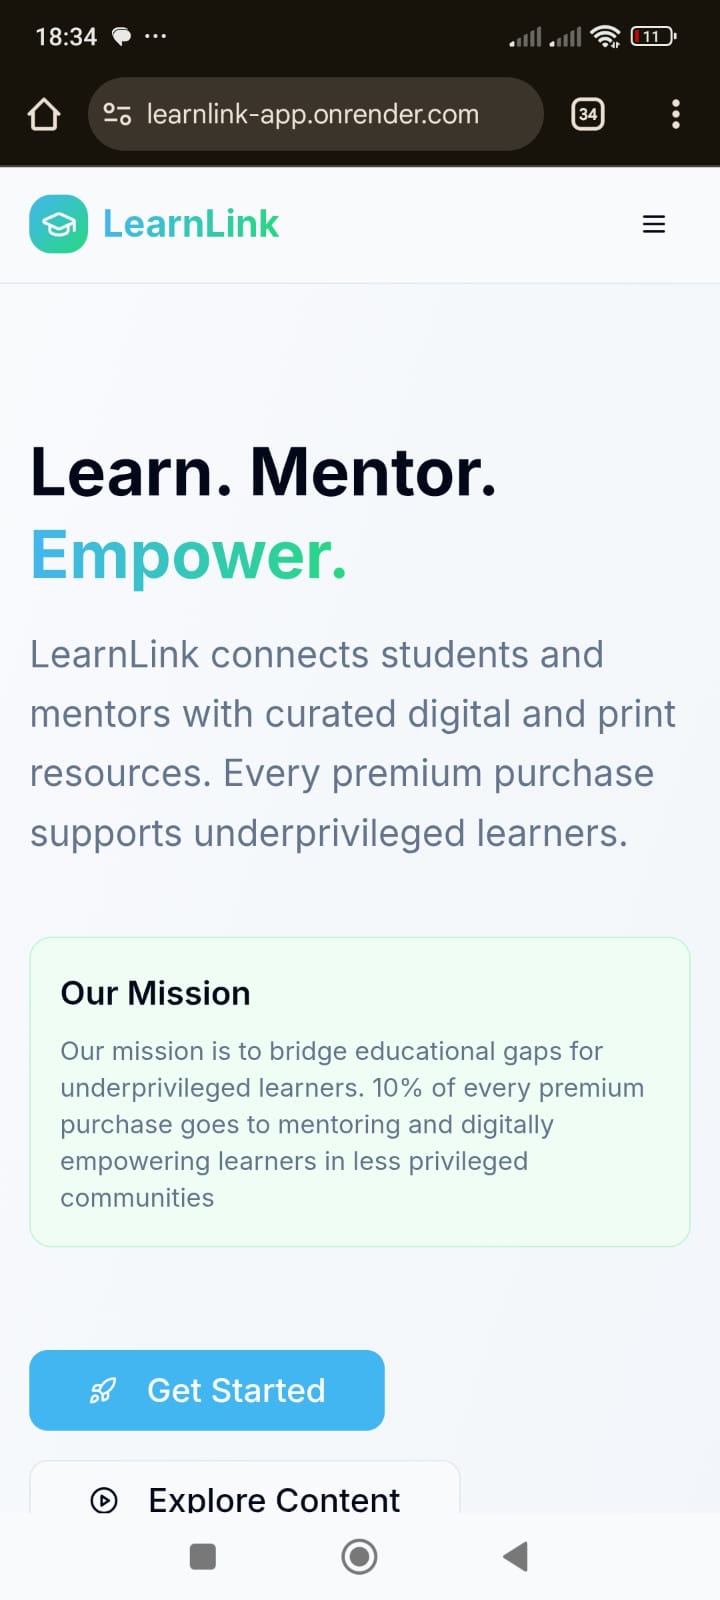 18:34
11
learnlink-app.onrender.com
34
LearnLink
Learn. Mentor.
Empower.
LearnLink connects students and
mentors with curated digital and print
resources. Every premium purchase
supports underprivileged learners.
Our Mission
Our mission is to bridge educational gaps for
underprivileged learners. 10% of every premium
purchase goes to mentoring and digitally
empowering learners in less privileged
communities
Get Started
Explore Content